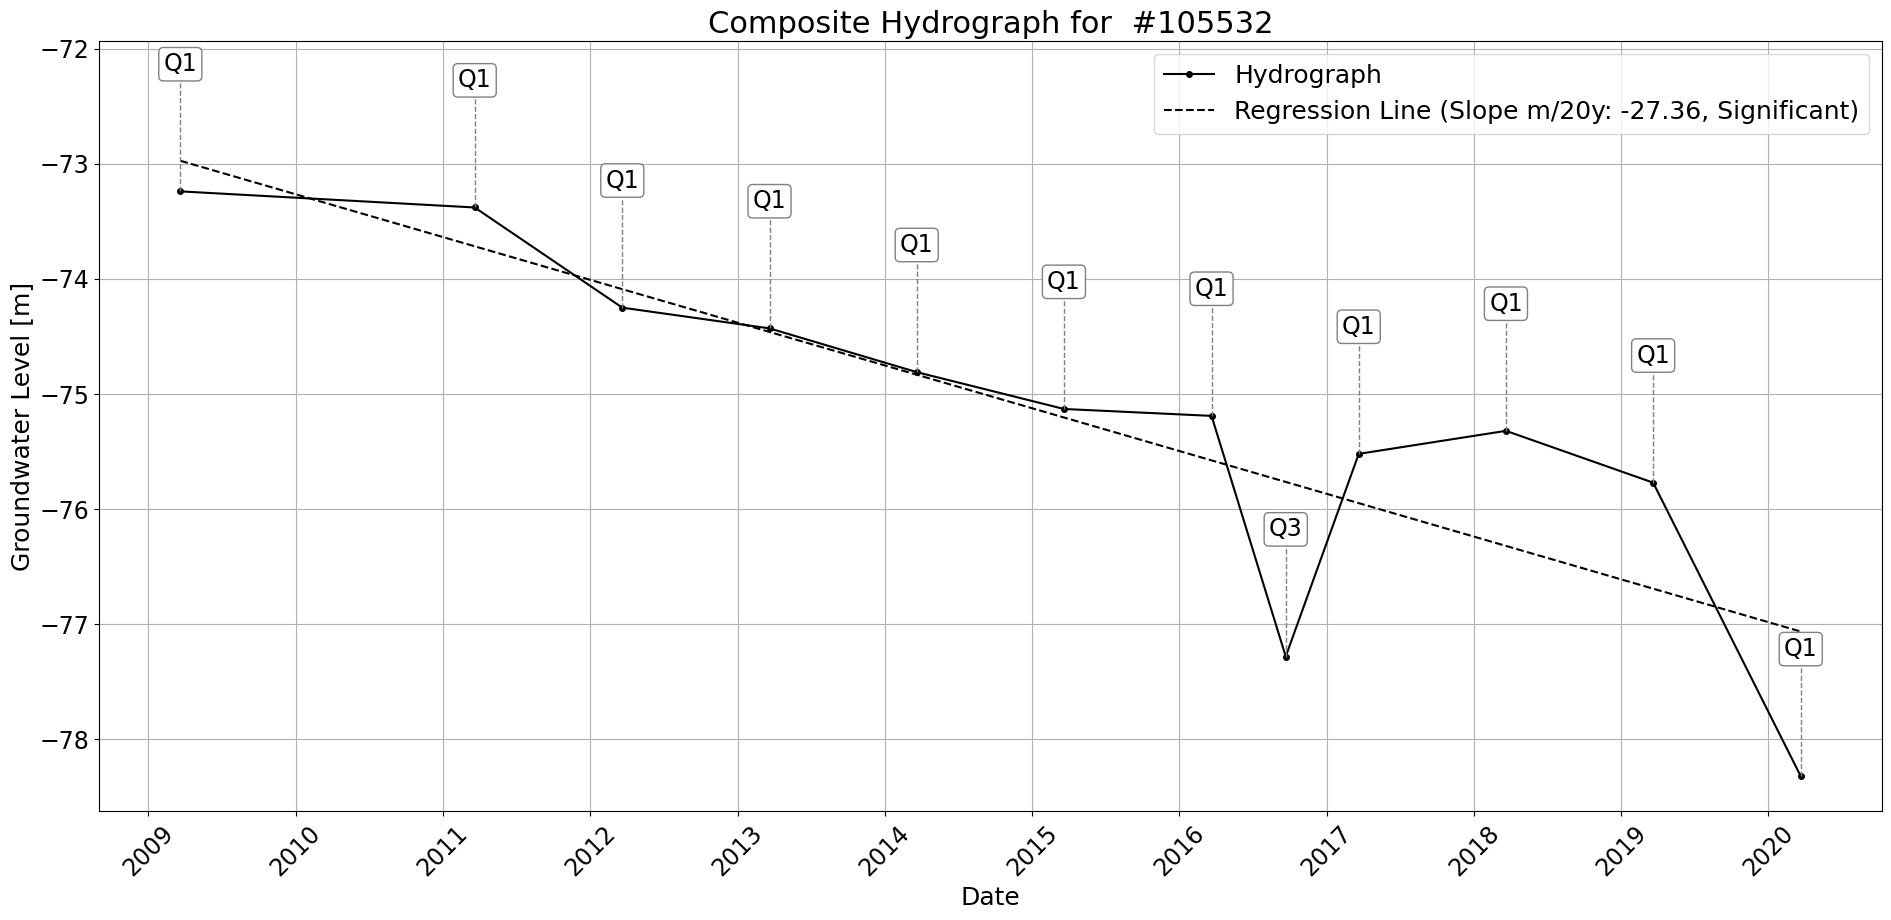 Composite Hydrograph for  #105532
Hydrograph
Regression Line (Slope m/20y: -27.36, Significant)
Groundwater Level [m]
−72
−73
−74
−75
−76
−77
−78
Q1
Q1
Q1
Q1
Q1
Q1
Q1
Q3
Q1
Q1
Q1
Q1
2009
2010
2011
2012
2013
2014
2015
2016
2017
2018
2019
2020
Date